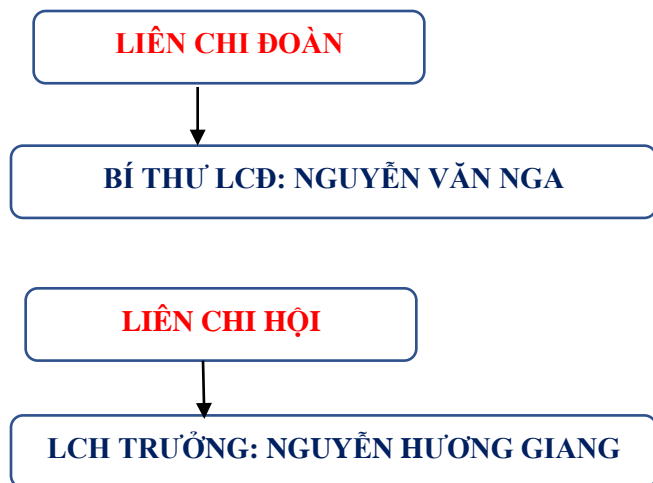 LIÊN CHI ĐOÀN
BÍ THƯ LCĐ: NGUYỄN VĂN NGA
LIÊN CHI HỘI
LCH TRƯỞNG: NGUYỄN HƯƠNG GIANG